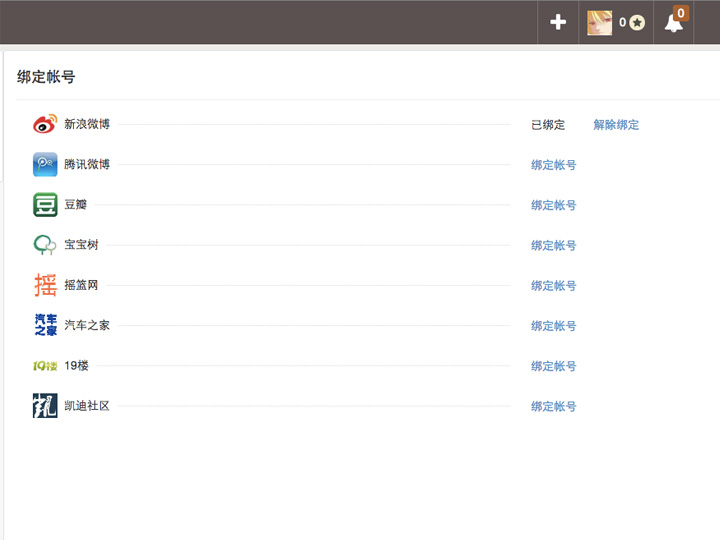 0
0
绑定帐号
新浪微博 已绑定 解除绑定
腾讯微博 绑定帐号
豆 豆瓣 绑定帐号
宝宝树 绑定帐号
摇 摇篮网 绑定帐号
汽车之家 汽车之家 绑定帐号
19楼 19楼 绑定帐号
凯迪社区 绑定帐号